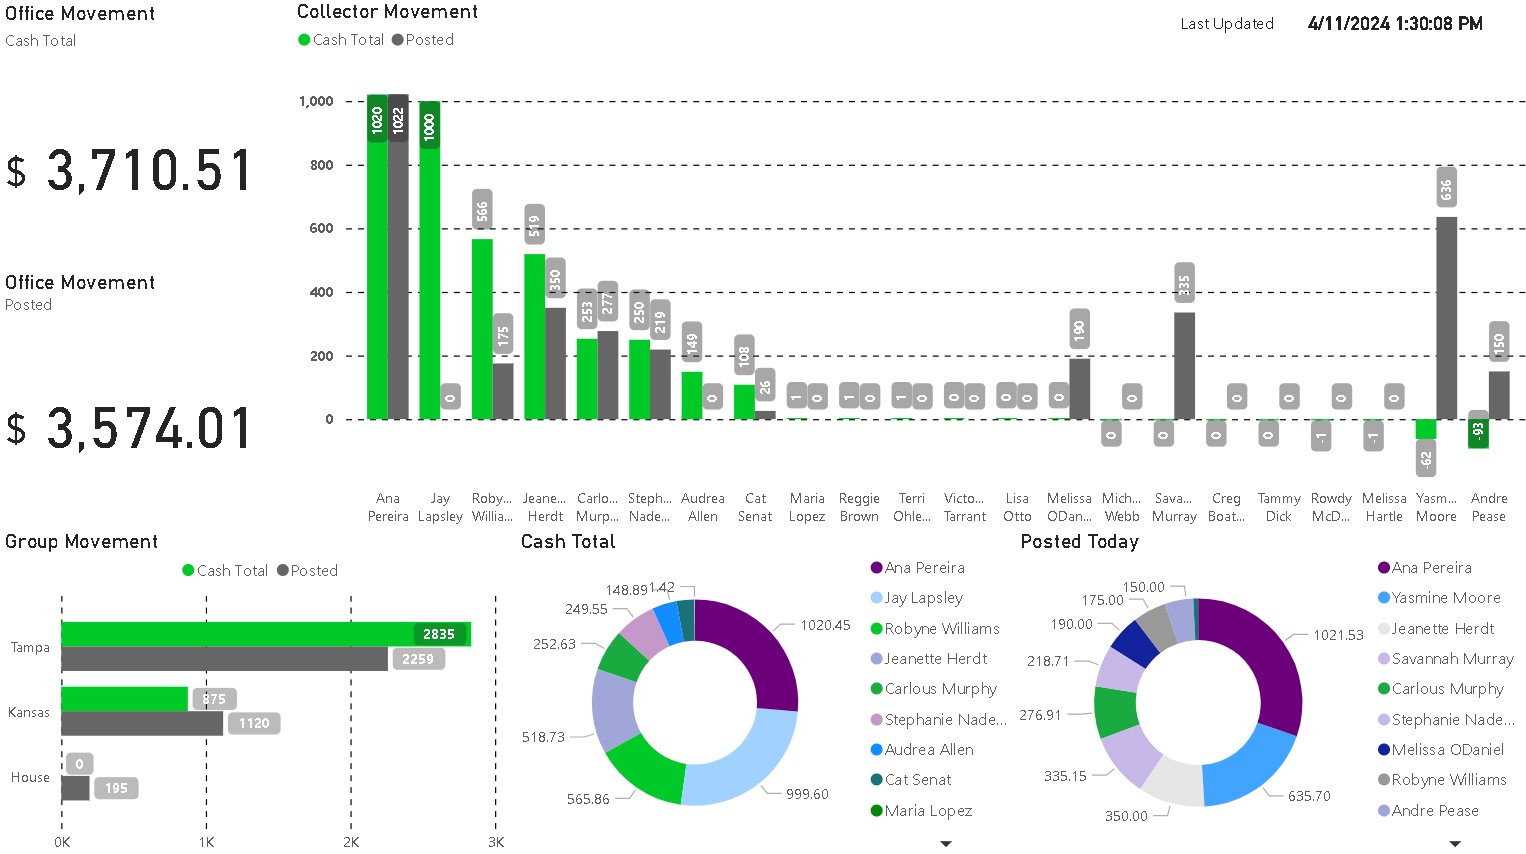 Office Movement
Cash Total
$ 3,710.51
Office Movement
Posted
$ 3,574.01
Collector Movement
Cash Total Posted
Last Updated 4/11/2024 1:30:08 PM
1,000
800
600
400
200
0
1020 1022
1000 0
566 175
519 350
253 277
250 219
149 0
108 26
1 0
1 0
1 0
0 0
0 0
0 190
0 0
0 335
0 0
0 0
-1 0
-1 0
-62 636
-93 150
Ana Pereira
Jay Lapsley
Roby... Willia...
Jeane... Herdt
Carlo... Murp...
Steph... Nade...
Audrea Allen
Cat Senat
Maria Lopez
Reggie Brown
Terri Ohle...
Victo... Tarrant
Lisa Otto
Melissa ODan...
Mich... Webb
Sava... Murray
Creg Boat...
Tammy Dick
Rowdy McD...
Melissa Hartle
Yasm... Moore
Andre Pease
Group Movement
Cash Total Posted
Tampa
2835
2259
Kansas
875
1120
House
0
195
0K 1K 2K 3K
Cash Total
1020.45
999.60
565.86
518.73
252.63
249.55
148.89
1.42
Ana Pereira
Jay Lapsley
Robyne Williams
Jeanette Herdt
Carlous Murphy
Stephanie Nade...
Audrea Allen
Cat Senat
Maria Lopez
Posted Today
1021.53
635.70
350.00
335.15
276.91
218.71
190.00
175.00
150.00
Ana Pereira
Yasmine Moore
Jeanette Herdt
Savannah Murray
Carlous Murphy
Stephanie Nade...
Melissa ODaniel
Robyne Williams
Andre Pease